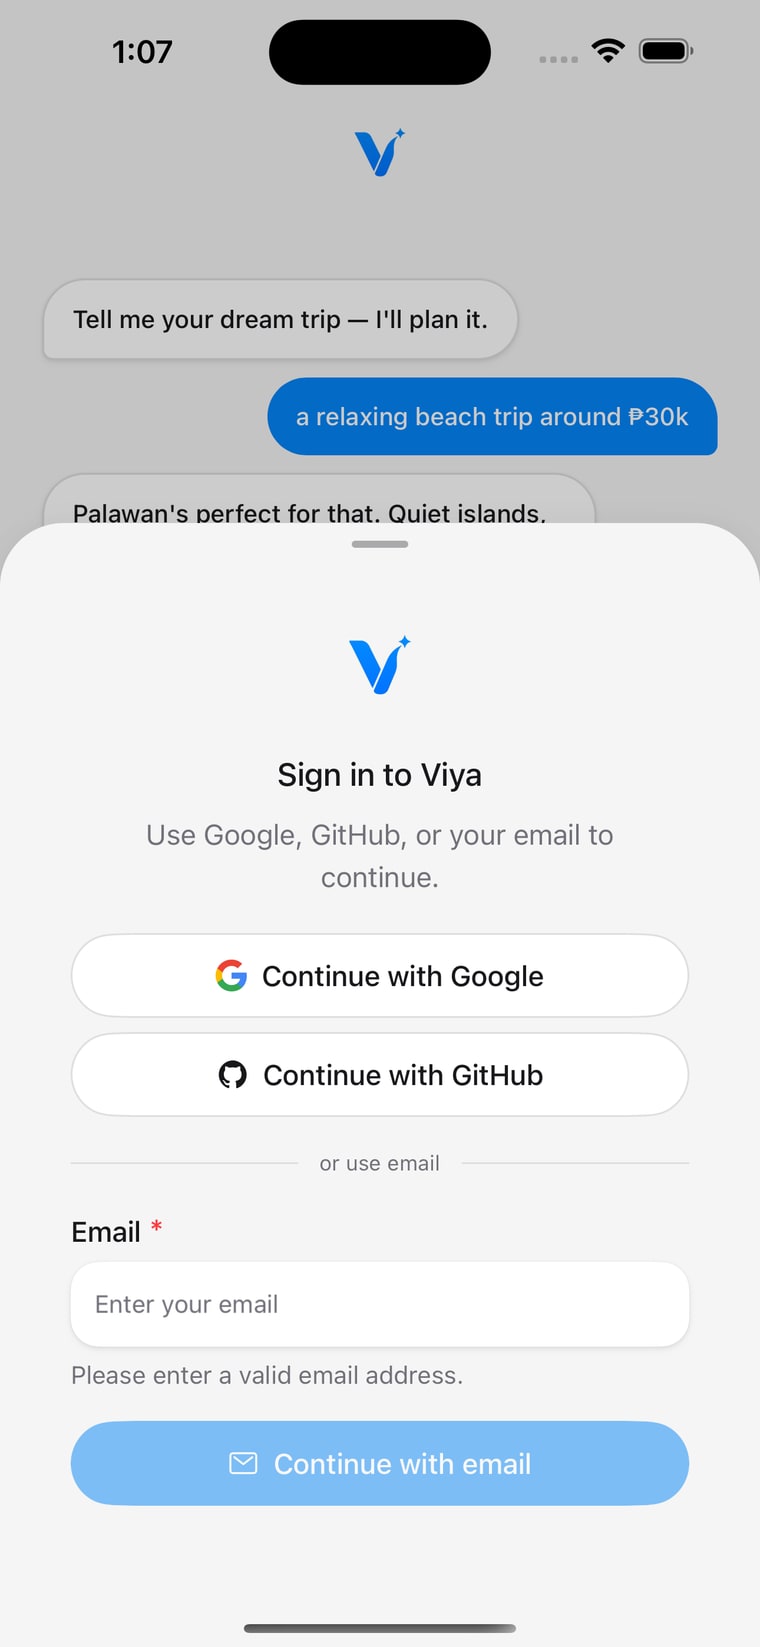 1:07
Tell me your dream trip — I'll plan it.
a relaxing beach trip around ₱30k
Palawan's perfect for that. Quiet islands,
Sign in to Viya
Use Google, GitHub, or your email to
continue.
Continue with Google
Continue with GitHub
or use email
Email *
Enter your email
Please enter a valid email address.
Continue with email